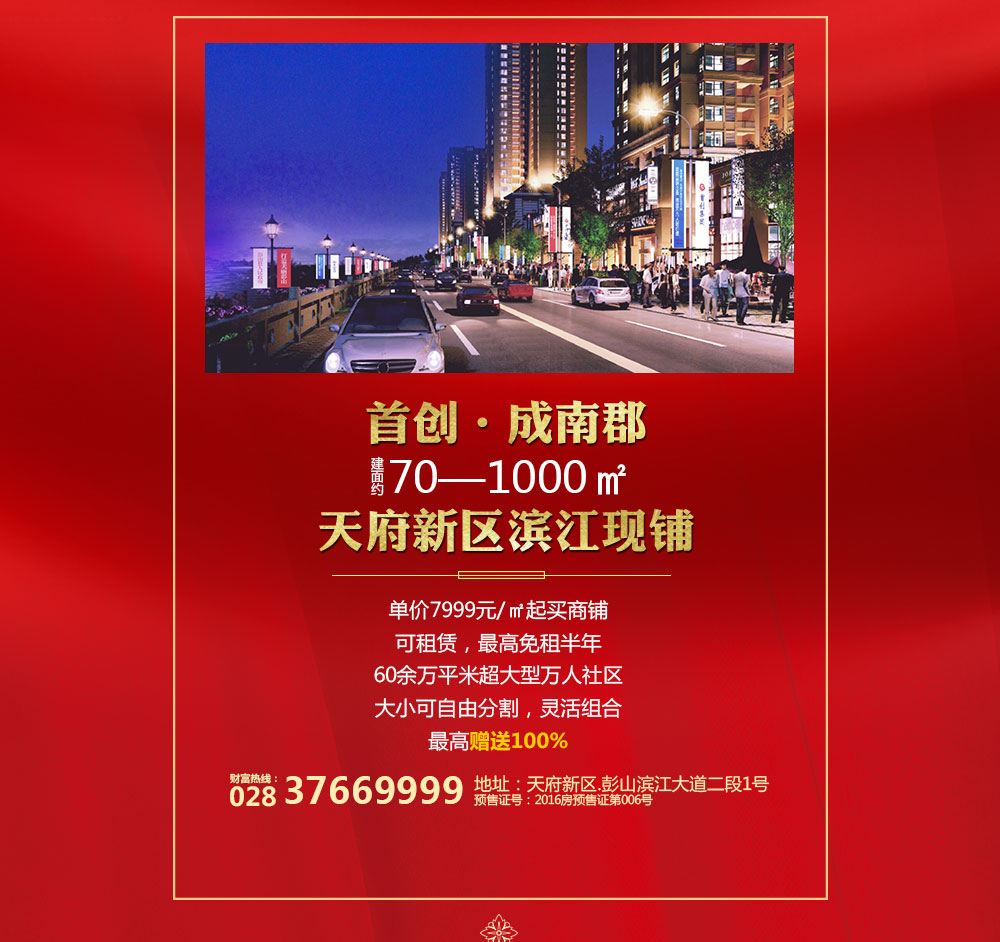 首创·成南郡
建面约70—1000㎡
天府新区滨江现铺
单价7999元/㎡起买商铺
可租赁，最高免租半年
60余万平米超大型万人社区
大小可自由分割，灵活组合
最高赠送100%
财富热线：
028 37669999
地址：天府新区.彭山滨江大道二段1号
预售证号：2016房预售证第006号